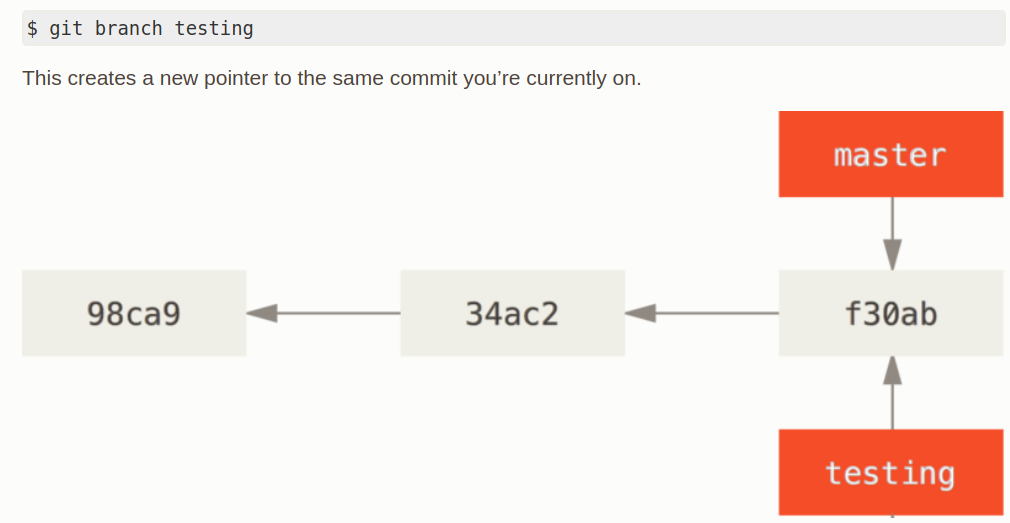 $ git branch testing
This creates a new pointer to the same commit you’re currently on.
master
98ca9 34ac2 f30ab
testing